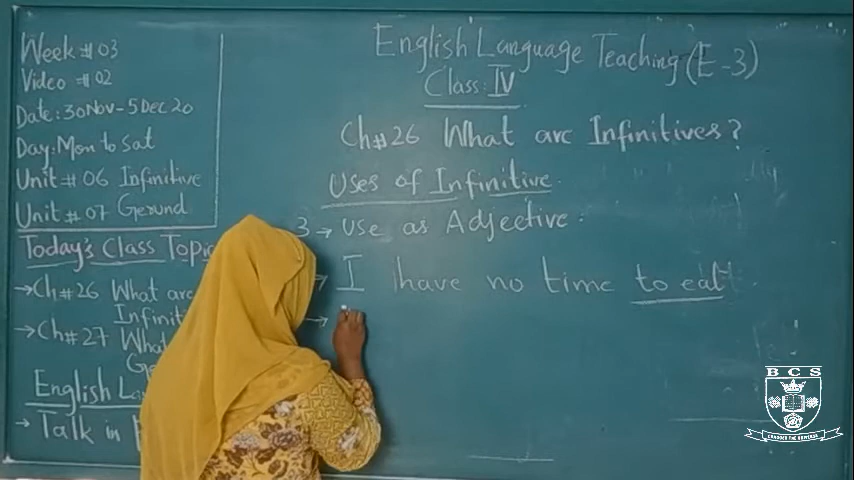 Week # 03
Video # 02
Date: 30 Nov - 5 Dec 20
Day: Mon to Sat
Unit # 06 Infinitive
Unit # 07 Gerund
Today's Class Topic
→ Ch # 26 What are
Infinit
→ Ch # 27 What
Ge
English La
→ Talk in
English Language Teaching (E-3)
Class: IV
Ch # 26 What are Infinitives?
Uses of Infinitive
3 → Use as Adjective:
→ I have no time to eat.
→
BCS